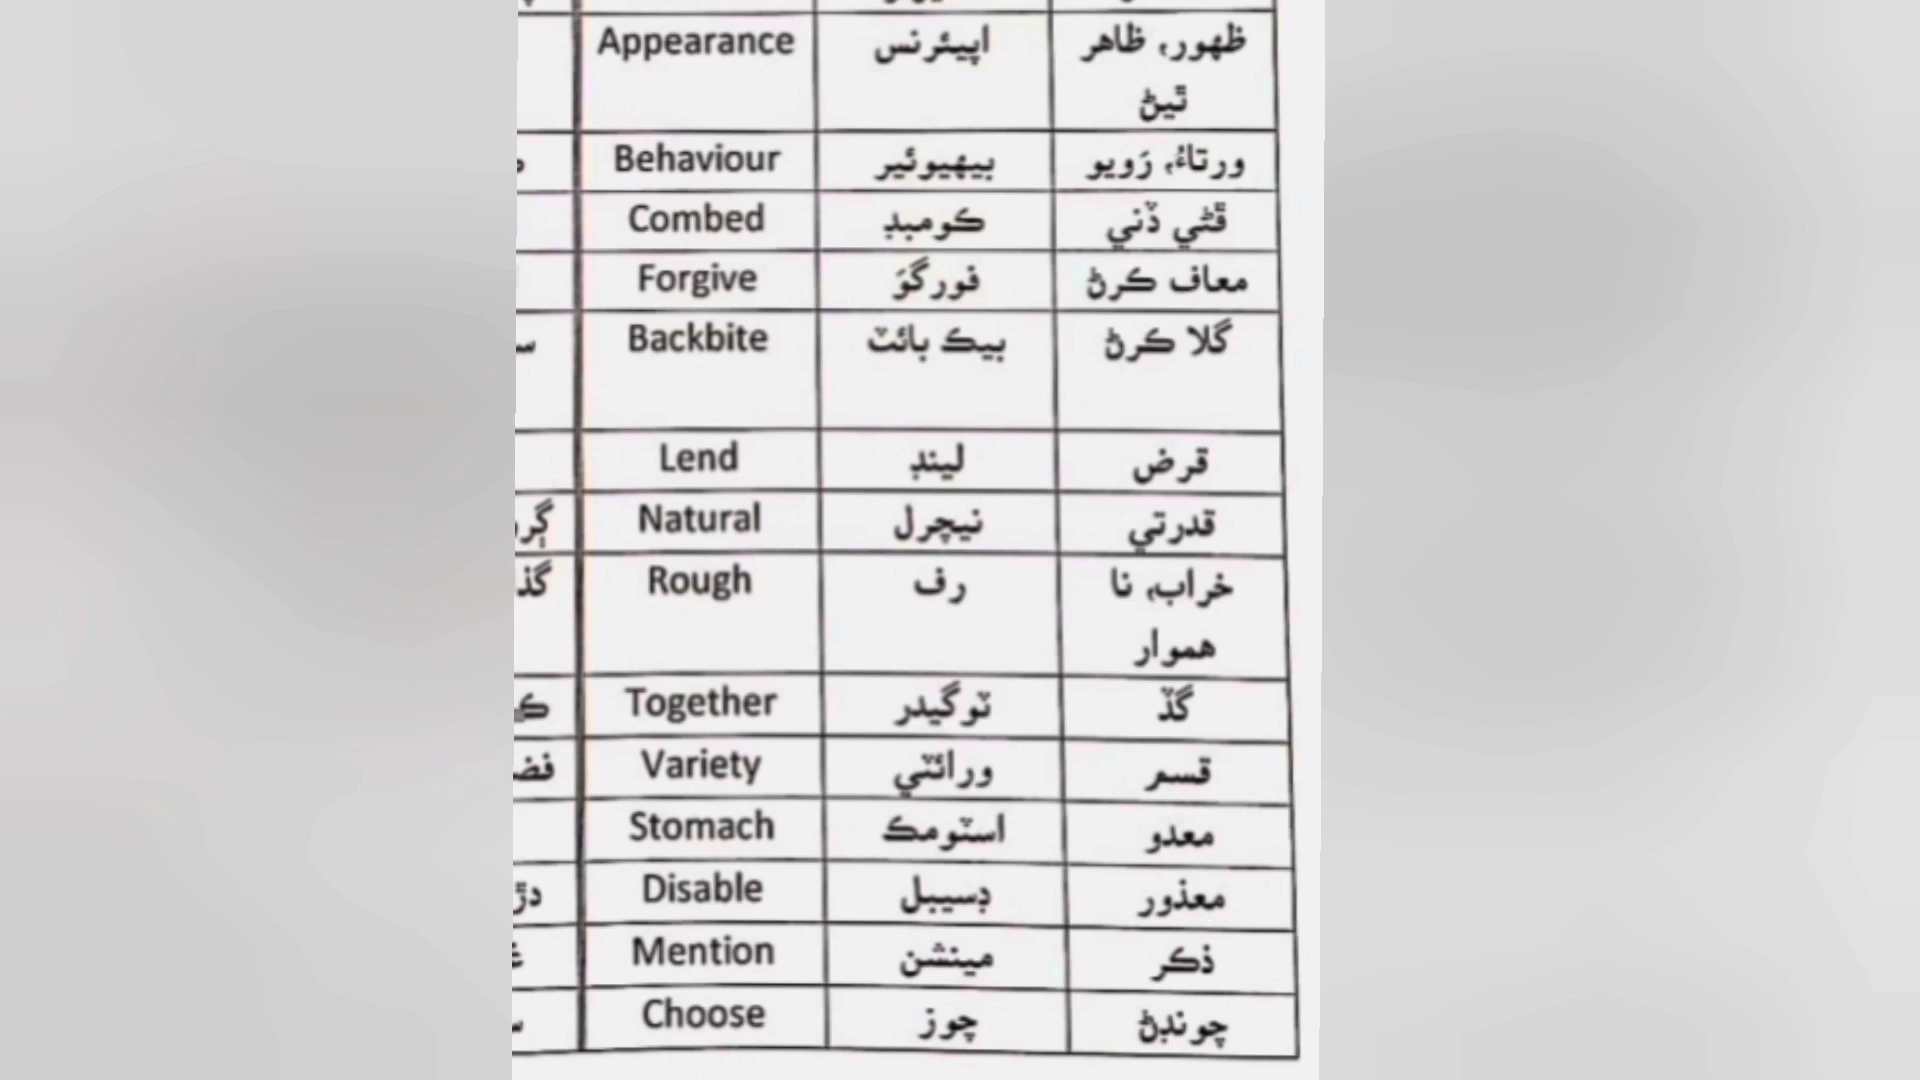 Appearance اپيئرنس ظهور، ظاهر
ٿيڻ
Behaviour بيهيوئير ورتاءُ، رَويو
Combed ڪومبڊ ڦڻي ڏني
Forgive فورگوَ معاف ڪرڻ
Backbite بيڪ بائٽ گلا ڪرڻ
Lend لينڊ قرض
Natural نيچرل قدرتي
Rough رف خراب، نا
هموار
Together ٽوگيدر گڏ
Variety ورائٽي قسم
Stomach اسٽومڪ معدو
Disable ڊسيبل معذور
Mention مينشن ذڪر
Choose چوز چونڊڻ